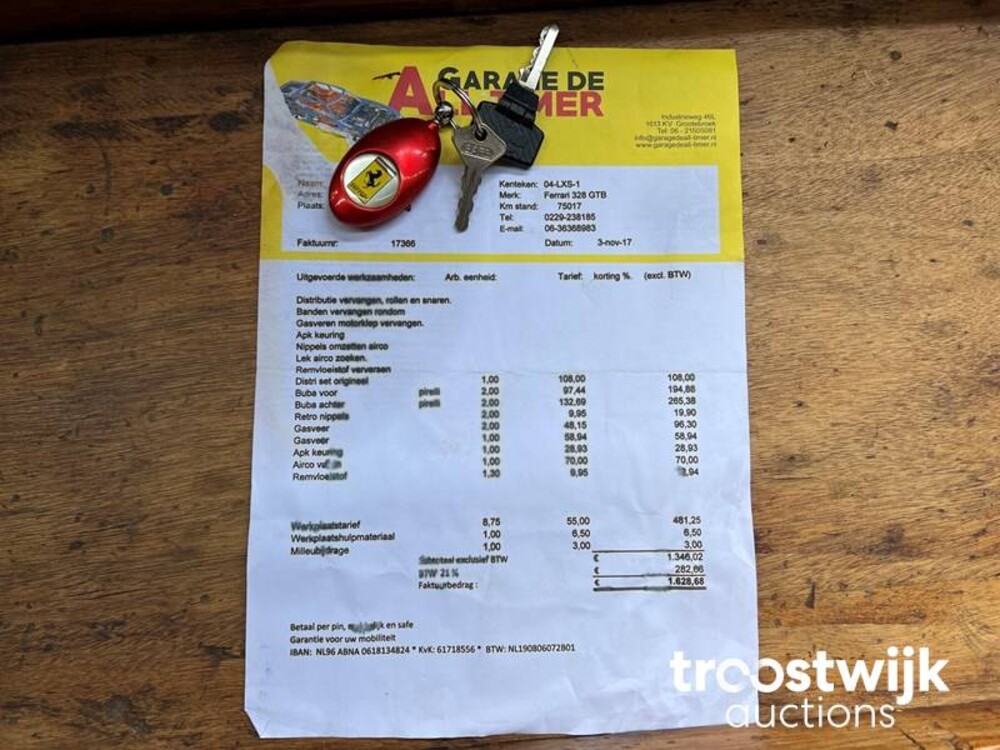 GARAGE DE
ALL-TIMER
Industrieweg 46L
1613 KV Grootebroek
Tel: 06 - 21505081
info@garagedeall-timer.nl
www.garagedeall-timer.nl
Naam: Kenteken: 04-LXS-1
Adres: Merk: Ferrari 328 GTB
Plaats: Km stand: 75017
Tel: 0229-238185
E-mail: 06-36368983
Faktuurnr: 17366 Datum: 3-nov-17
Uitgevoerde werkzaamheden: Arb. eenheid: Tarief: korting %. (excl. BTW)
Distributie vervangen, rollen en snaren.
Banden vervangen rondom
Gasveren motorklep vervangen.
Apk keuring
Nippels omzetten airco
Lek airco zoeken.
Remvloeistof verversen
Distri set origineel 1,00 108,00 108,00
Buba voor pirelli 2,00 97,44 194,88
Buba achter pirelli 2,00 132,69 265,38
Retro nippels 2,00 9,95 19,90
Gasveer 2,00 48,15 96,30
Gasveer 1,00 58,94 58,94
Apk keuring 1,00 28,93 28,93
Airco 1,00 70,00 70,00
Remvloeistof 1,30 9,95
Werkplaatstarief 8,75 55,00 481,25
Werkplaatshulpmateriaal 1,00 6,50 6,50
Milieubijdrage 1,00 3,00 3,00
Subtotaal exclusief BTW € 1.346,02
BTW 21 % € 282,66
Faktuurbedrag : € 1.628,68
Betaal per pin, en safe
Garantie voor uw mobiliteit
IBAN: NL96 ABNA 0618134824 * KvK: 61718556 * BTW: NL190806072B01
troostwijk
auctions